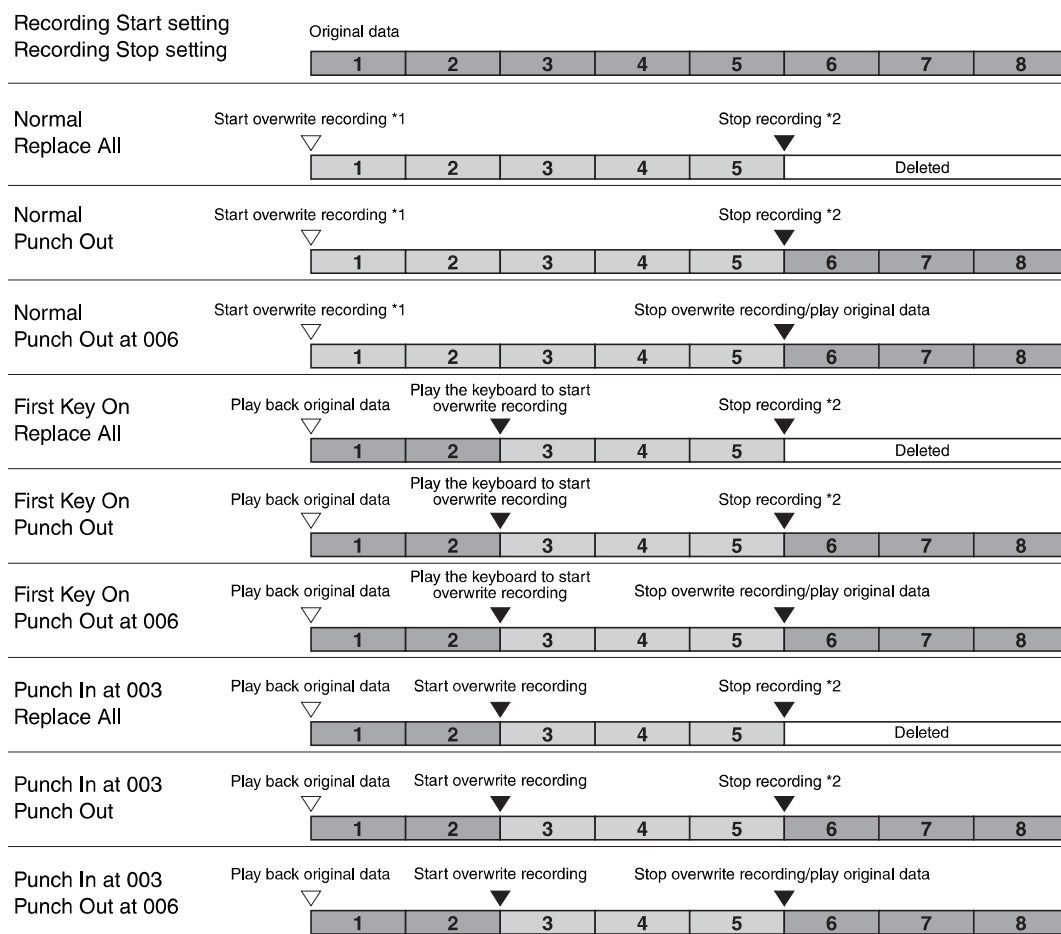 Recording Start setting
Recording Stop setting
Original data
1 2 3 4 5 6 7 8
Normal
Replace All
Start overwrite recording *1
Stop recording *2
1 2 3 4 5 Deleted
Normal
Punch Out
Start overwrite recording *1
Stop recording *2
1 2 3 4 5 6 7 8
Normal
Punch Out at 006
Start overwrite recording *1
Stop overwrite recording/play original data
1 2 3 4 5 6 7 8
First Key On
Replace All
Play back original data
Play the keyboard to start
overwrite recording
Stop recording *2
1 2 3 4 5 Deleted
First Key On
Punch Out
Play back original data
Play the keyboard to start
overwrite recording
Stop recording *2
1 2 3 4 5 6 7 8
First Key On
Punch Out at 006
Play back original data
Play the keyboard to start
overwrite recording
Stop overwrite recording/play original data
1 2 3 4 5 6 7 8
Punch In at 003
Replace All
Play back original data
Start overwrite recording
Stop recording *2
1 2 3 4 5 Deleted
Punch In at 003
Punch Out
Play back original data
Start overwrite recording
Stop recording *2
1 2 3 4 5 6 7 8
Punch In at 003
Punch Out at 006
Play back original data
Start overwrite recording
Stop overwrite recording/play original data
1 2 3 4 5 6 7 8